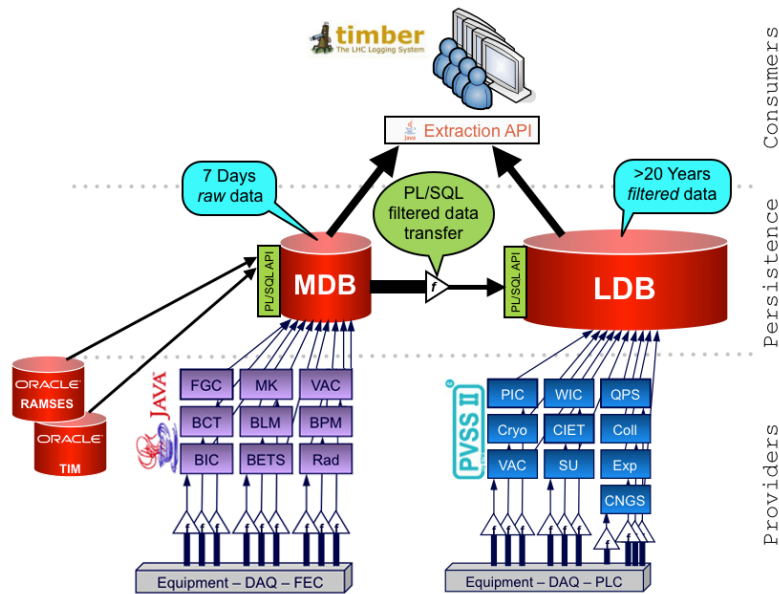 timber
The LHC Logging System
Java
Extraction API
Consumers
7 Days
raw data
PL/SQL
filtered data
transfer
>20 Years
filtered data
PL/SQL API
MDB
f
PL/SQL API
LDB
Persistence
ORACLE
RAMSES
ORACLE
TIM
JAVA
FGC MK VAC
BCT BLM BPM
BIC BETS Rad
f f f f f f f f f
Equipment – DAQ – FEC
PVSS II
PIC WIC QPS
Cryo CIET Coll
VAC SU Exp
CNGS
f f f f f f f f f f
Equipment – DAQ – PLC
Providers